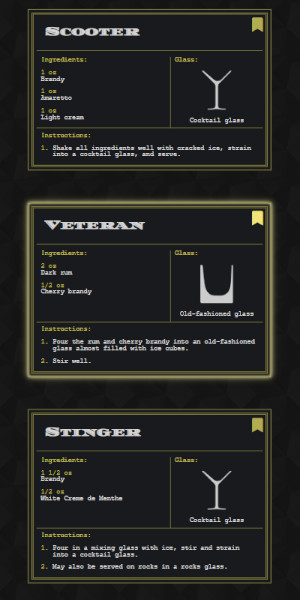 Scooter
Ingredients:
Glass:
1 oz
Brandy
1 oz
Amaretto
1 oz
Light cream
Cocktail glass
Instructions:
1. Shake all ingredients well with cracked ice, strain
into a cocktail glass, and serve.
Veteran
Ingredients:
Glass:
2 oz
Dark rum
1/2 oz
Cherry brandy
Old-fashioned glass
Instructions:
1. Pour the rum and cherry brandy into an old-fashioned
glass almost filled with ice cubes.
2. Stir well.
Stinger
Ingredients:
Glass:
1 1/2 oz
Brandy
1/2 oz
White Creme de Menthe
Cocktail glass
Instructions:
1. Pour in a mixing glass with ice, stir and strain
into a cocktail glass.
2. May also be served on rocks in a rocks glass.